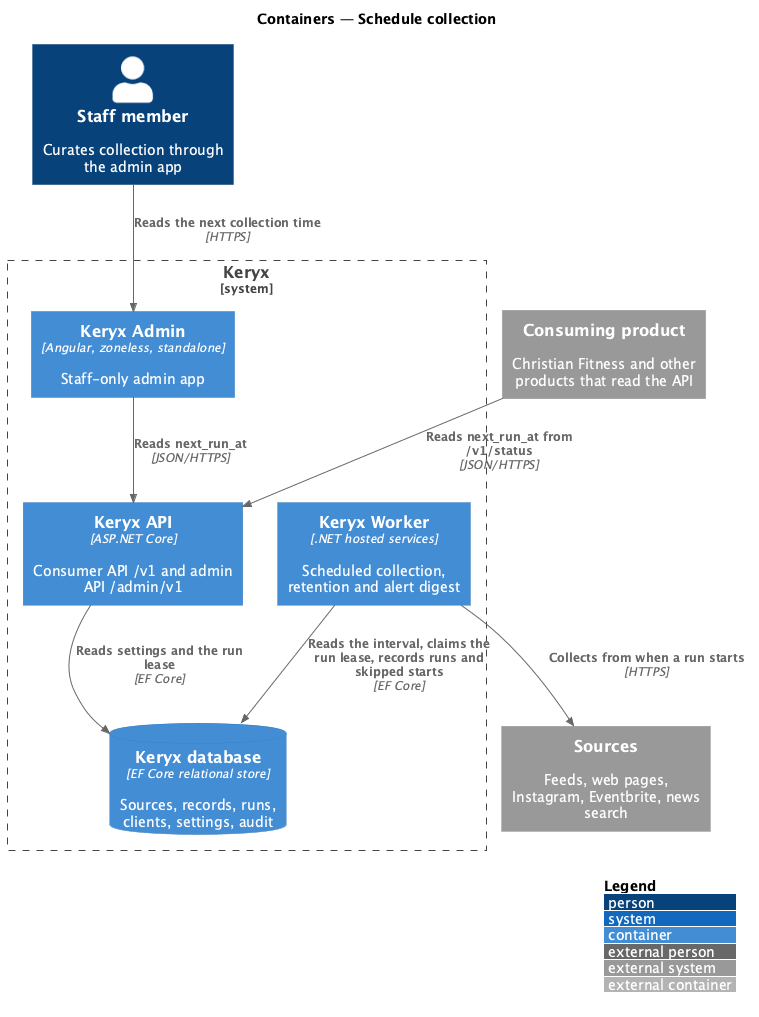 Containers — Schedule collection
Staff member
Curates collection through
the admin app
Reads the next collection time
[HTTPS]
Keryx
[system]
Keryx Admin
[Angular, zoneless, standalone]
Staff-only admin app
Consuming product
Christian Fitness and other
products that read the API
Reads next_run_at
[JSON/HTTPS]
Reads next_run_at from
/v1/status
[JSON/HTTPS]
Keryx API
[ASP.NET Core]
Consumer API /v1 and admin
API /admin/v1
Keryx Worker
[.NET hosted services]
Scheduled collection,
retention and alert digest
Reads settings and the run
lease
[EF Core]
Reads the interval, claims the
run lease, records runs and
skipped starts
[EF Core]
Collects from when a run starts
[HTTPS]
Keryx database
[EF Core relational store]
Sources, records, runs,
clients, settings, audit
Sources
Feeds, web pages,
Instagram, Eventbrite, news
search
Legend
person
system
container
external person
external system
external container